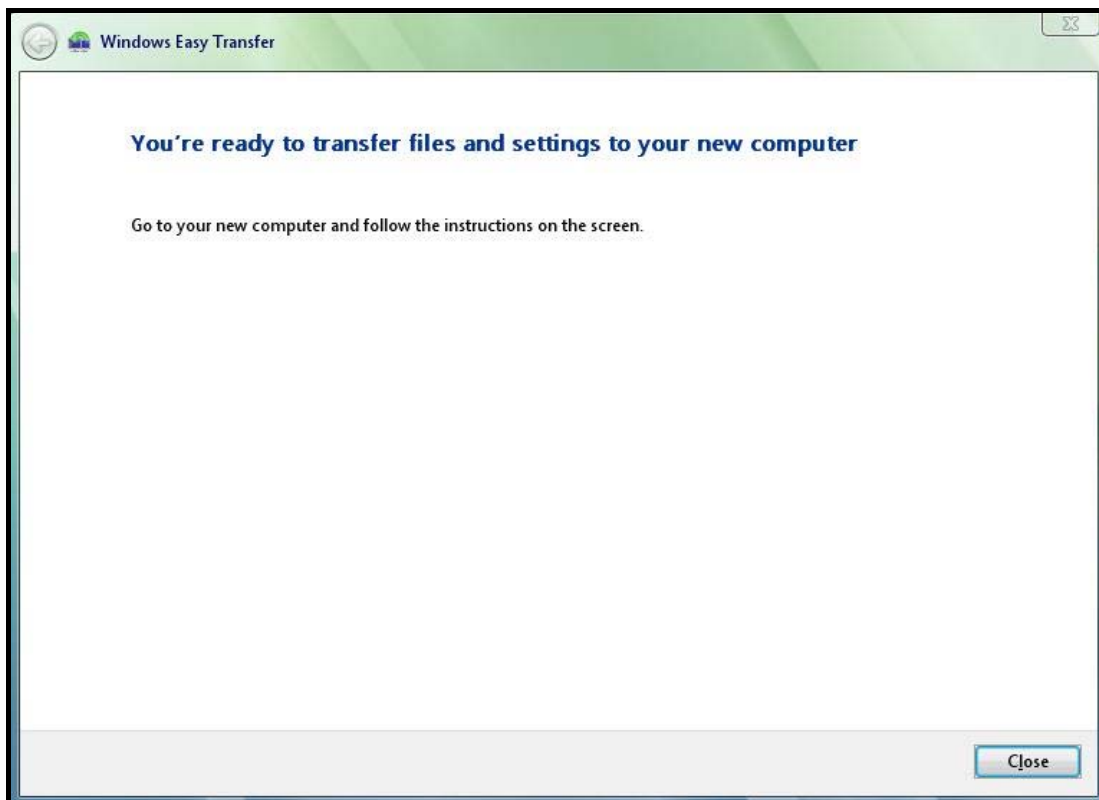 Windows Easy Transfer
You're ready to transfer files and settings to your new computer
Go to your new computer and follow the instructions on the screen.
Close